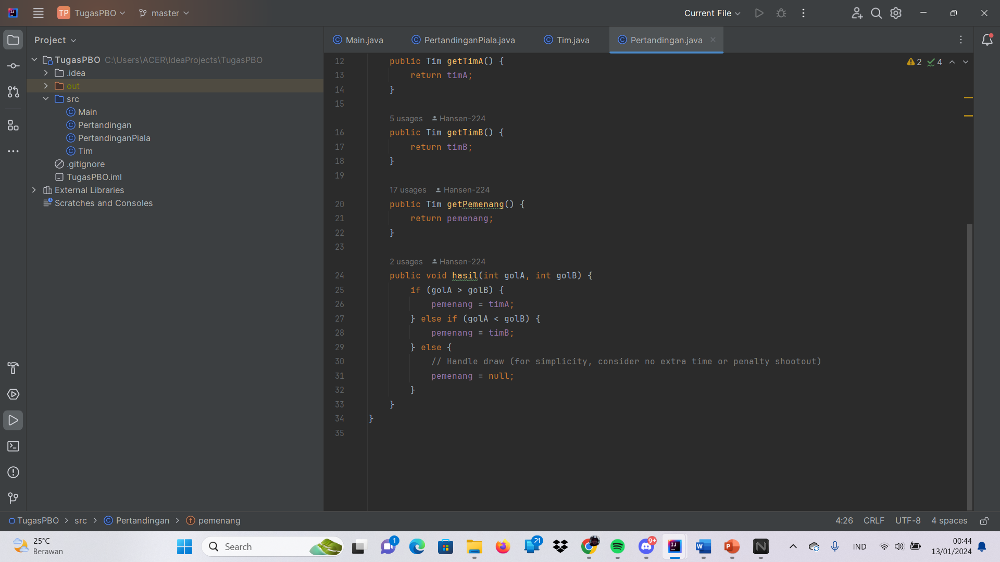 TP TugasPBO master Current File
Project
Main.java PertandinganPiala.java Tim.java Pertandingan.java
TugasPBO C:\Users\ACER\IdeaProjects\TugasPBO
.idea
out
src
Main
Pertandingan
PertandinganPiala
Tim
.gitignore
TugasPBO.iml
External Libraries
Scratches and Consoles
2 4
12 public Tim getTimA() {
13 return timA;
14 }
15
5 usages Hansen-224
16 public Tim getTimB() {
17 return timB;
18 }
19
17 usages Hansen-224
20 public Tim getPemenang() {
21 return pemenang;
22 }
23
2 usages Hansen-224
24 public void hasil(int golA, int golB) {
25 if (golA > golB) {
26 pemenang = timA;
27 } else if (golA < golB) {
28 pemenang = timB;
29 } else {
30 // Handle draw (for simplicity, consider no extra time or penalty shootout)
31 pemenang = null;
32 }
33 }
34 }
35
TugasPBO > src > Pertandingan > pemenang
4:26 CRLF UTF-8 4 spaces
25°C
Berawan
Search
1
21
9+
IND
00:44
13/01/2024